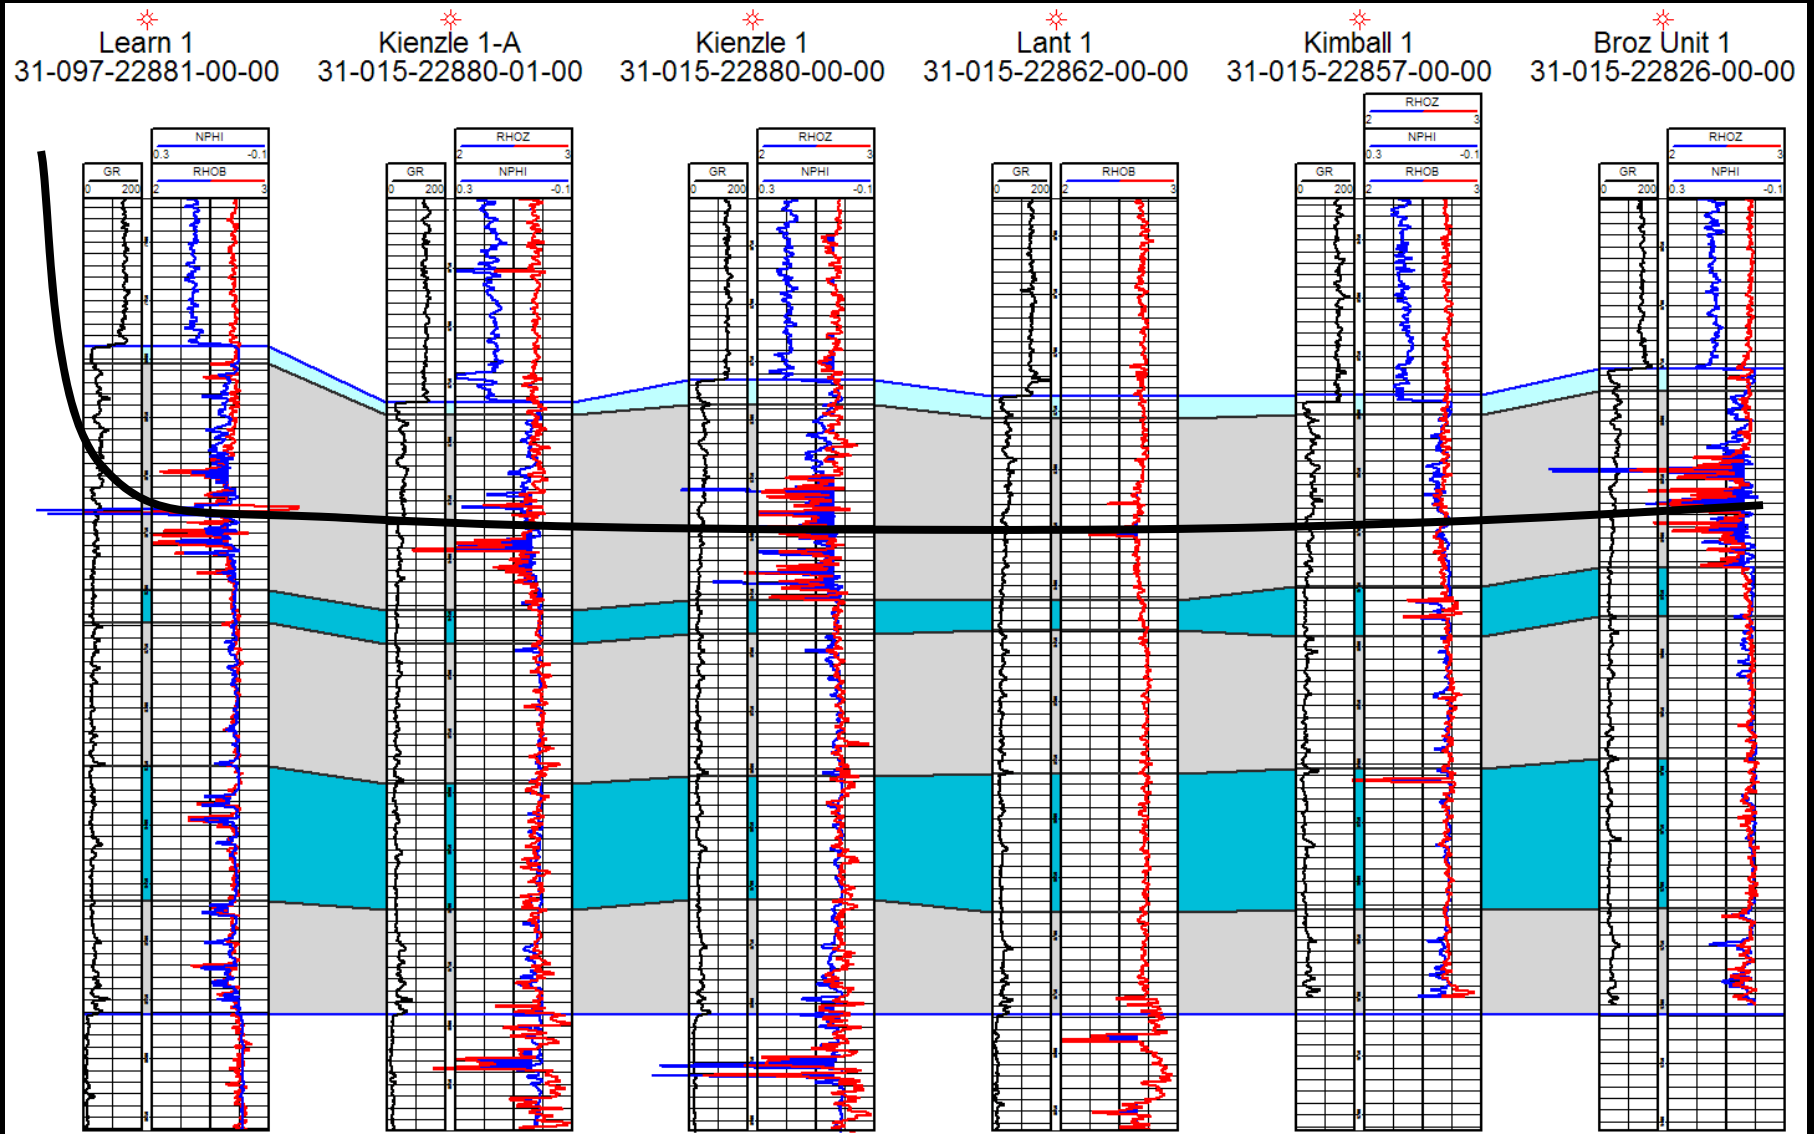 Learn 1
31-097-22881-00-00
Kienzle 1-A
31-015-22880-01-00
Kienzle 1
31-015-22880-00-00
Lant 1
31-015-22862-00-00
Kimball 1
31-015-22857-00-00
Broz Unit 1
31-015-22826-00-00
GR
0 200
NPHI
0.3 -0.1
RHOB
2 3
GR
0 200
RHOZ
2 3
NPHI
0.3 -0.1
GR
0 200
RHOZ
2 3
NPHI
0.3 -0.1
GR
0 200
RHOB
2 3
GR
0 200
RHOZ
2 3
NPHI
0.3 -0.1
RHOB
2 3
GR
0 200
RHOZ
2 3
NPHI
0.3 -0.1